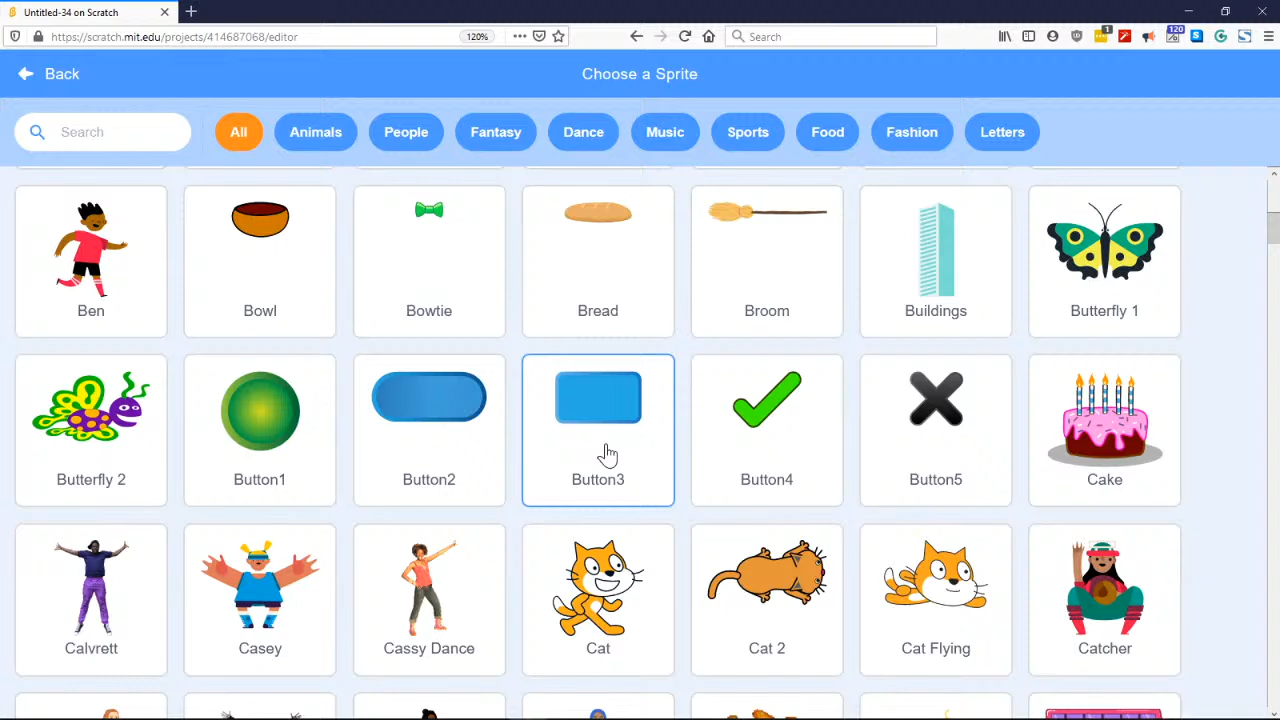 Untitled-34 on Scratch
https://scratch.mit.edu/projects/414687068/editor
120%
Search
1
120
Back
Choose a Sprite
Search
All
Animals
People
Fantasy
Dance
Music
Sports
Food
Fashion
Letters
Ben
Bowl
Bowtie
Bread
Broom
Buildings
Butterfly 1
Butterfly 2
Button1
Button2
Button3
Button4
Button5
Cake
Calvrett
Casey
Cassy Dance
Cat
Cat 2
Cat Flying
Catcher